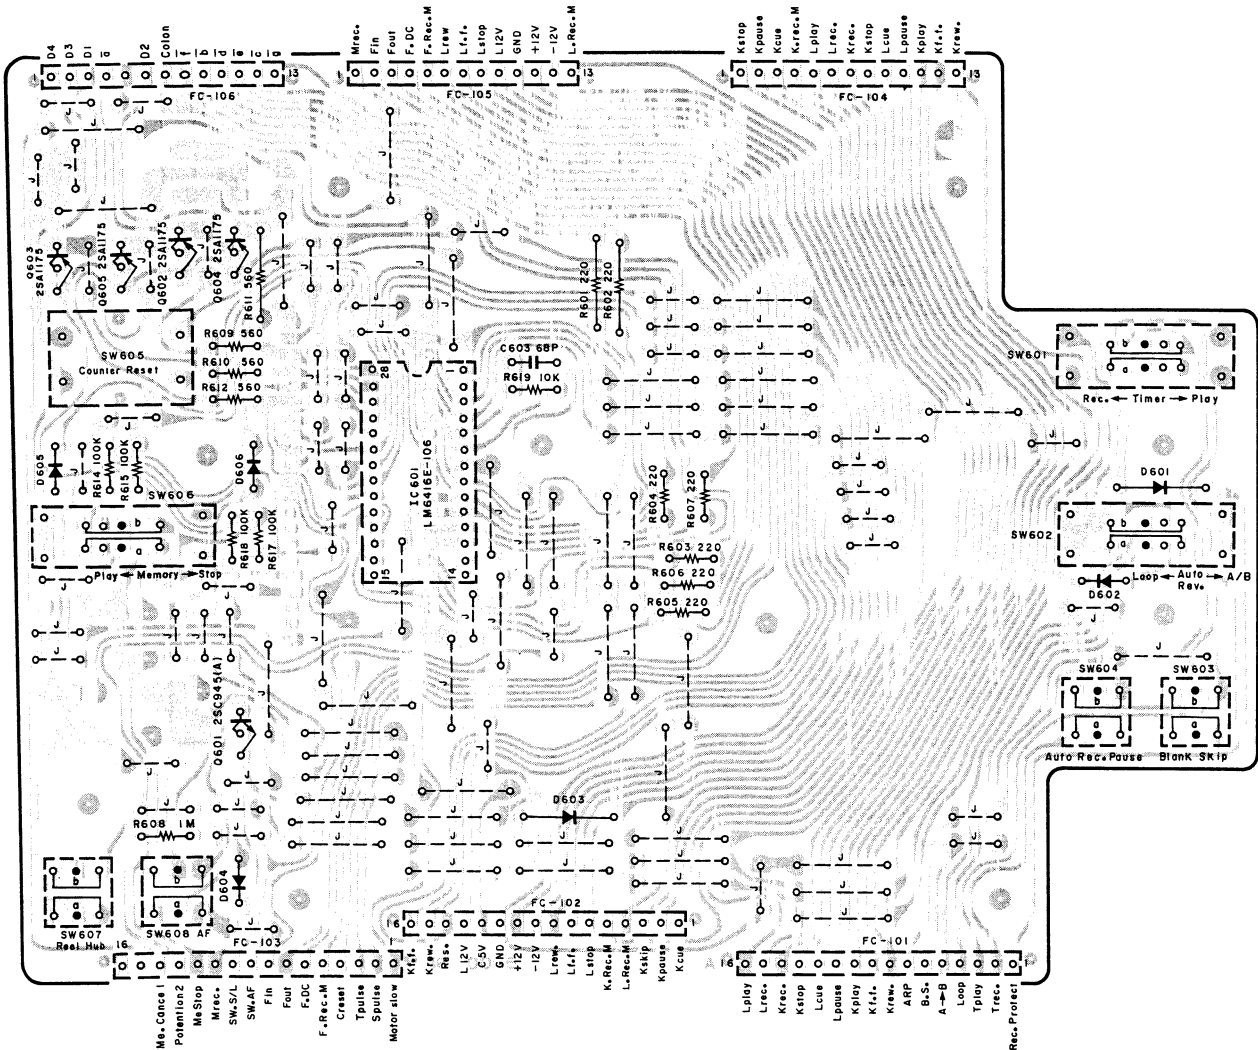 D4
D3
D1
a
D2
Colon
f
b
d
e
c
g
1
13
FC-106
Mrec.
Fin
Fout
F.DC
F.Rec.M
Lrew
Lf.f.
Lstop
L12V
GND
+12V
-12V
L.Rec.M
1
13
FC-105
Kstop
Kpause
Kcue
K.rec.M
Lplay
Lrec.
Krec.
Kstop
Lcue
Lpause
Kplay
Kf.f.
Krew.
1
13
FC-104
Q603
2SA1175
Q605 2SA1175
Q602 2SA1175
Q604 2SA1175
R611 560
R601 220
R602 220
SW605
Counter Reset
R609 560
R610 560
R612 560
28
1
C603 68P
R619 10K
SW601
b
a
Rec. ← Timer → Play
D605
R614 100K
R615 100K
D606
IC601
LM6416E-106
15
14
R604 220
R607 220
D601
SW606
b
a
Play ← Memory → Stop
R618 100K
R617 100K
R603 220
R606 220
R605 220
SW602
b
a
Loop ← Auto Rev. → A/B
D602
Q601 2SC945(A)
SW604
b
a
Auto Rec.Pause
SW603
b
a
Blank Skip
R608 1M
D603
D604
b
a
SW607
Reel Hub
b
a
SW608 AF
FC-103
16
1
Me.Cancel
Potention2
MeStop
Mrec.
SW.S/L
SW.AF
Fin
Fout
F.DC
F.Rec.M
Creset
Tpulse
Spulse
Motor slow
FC-102
16
1
Kf.f.
Krew.
Res.
L12V
C-5V
GND
+12V
-12V
Lrew.
Lf.f.
Lstop
K.Rec.M
L.Rec.M
Kskip
Kpause
Kcue
FC-101
16
1
Lplay
Lrec.
Krec.
Kstop
Lcue
Lpause
Kplay
Kf.f.
Krew.
ARP
B.S.
A→B
Loop
Tplay
Trec.
Rec.Protect